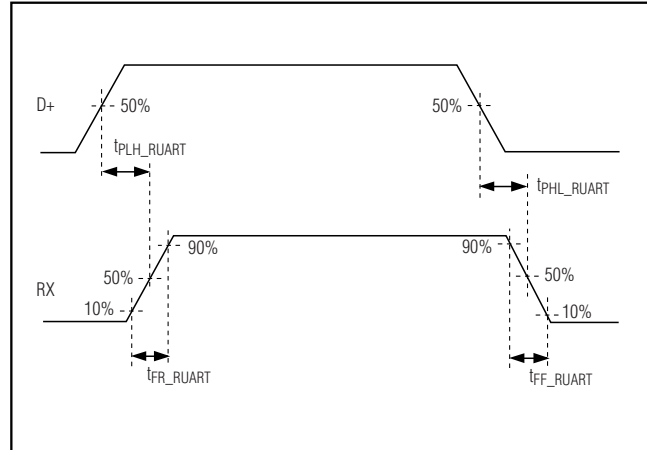 D+
50%
50%
tPLH_RUART
tPHL_RUART
90%
90%
RX
50%
50%
10%
10%
tFR_RUART
tFF_RUART